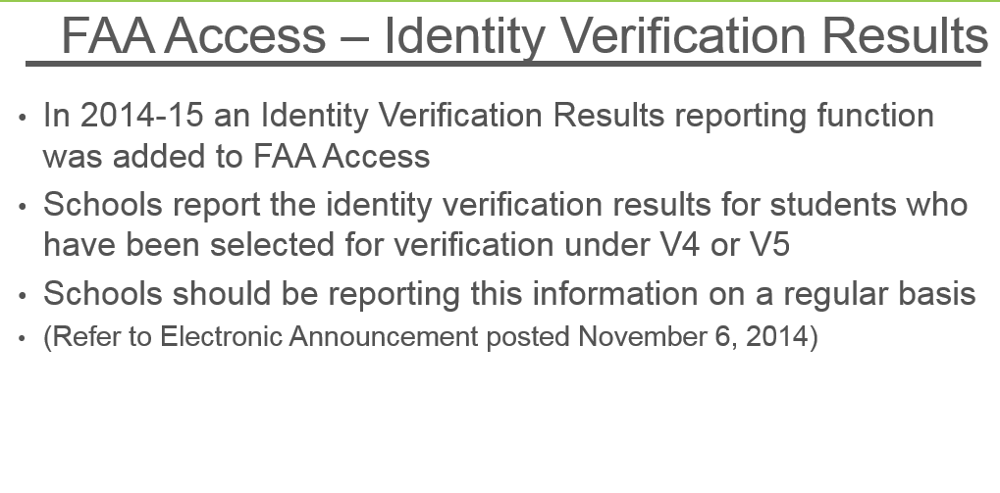 FAA Access – Identity Verification Results
• In 2014-15 an Identity Verification Results reporting function
was added to FAA Access
• Schools report the identity verification results for students who
have been selected for verification under V4 or V5
• Schools should be reporting this information on a regular basis
• (Refer to Electronic Announcement posted November 6, 2014)